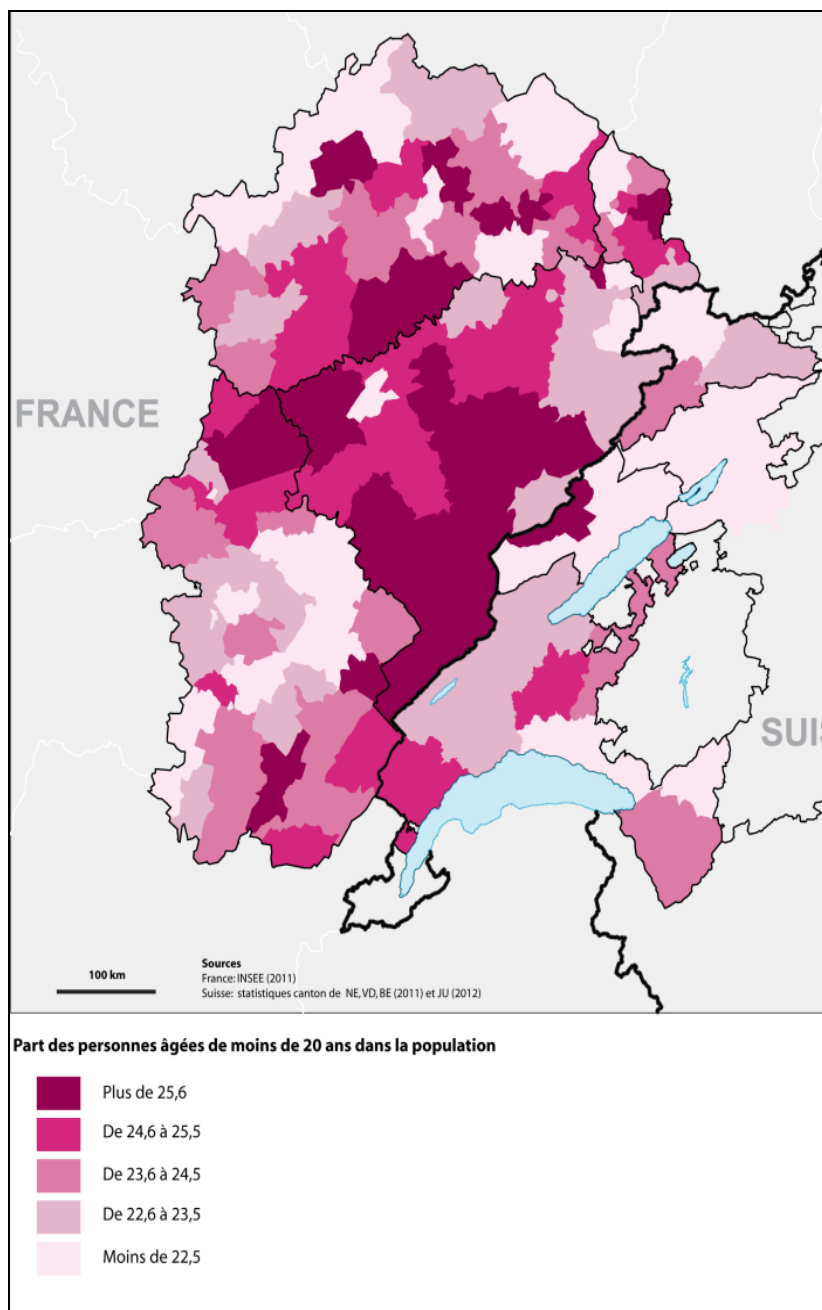 FRANCE
SUIS
Sources
100 km
France: INSEE (2011)
Suisse: statistiques canton de NE, VD, BE (2011) et JU (2012)
Part des personnes âgées de moins de 20 ans dans la population
Plus de 25,6
De 24,6 à 25,5
De 23,6 à 24,5
De 22,6 à 23,5
Moins de 22,5